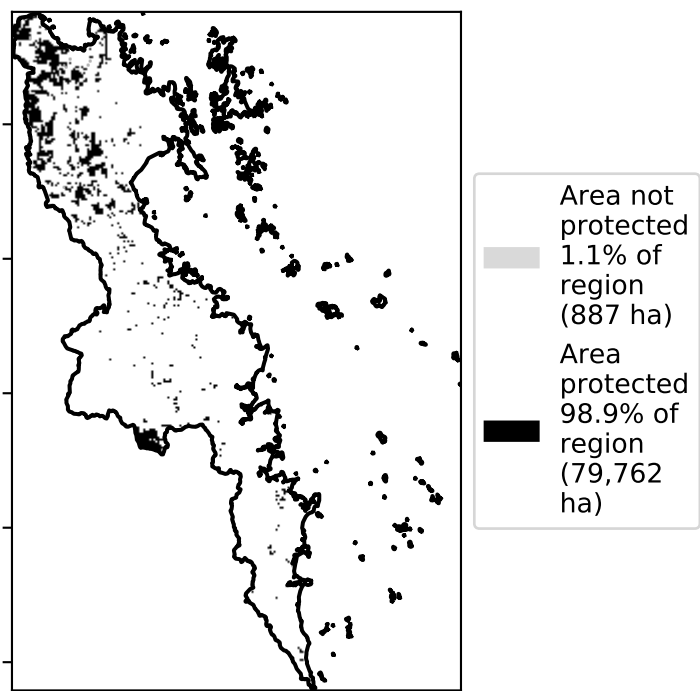 Area not
protected
1.1% of
region
(887 ha)
Area
protected
98.9% of
region
(79,762
ha)